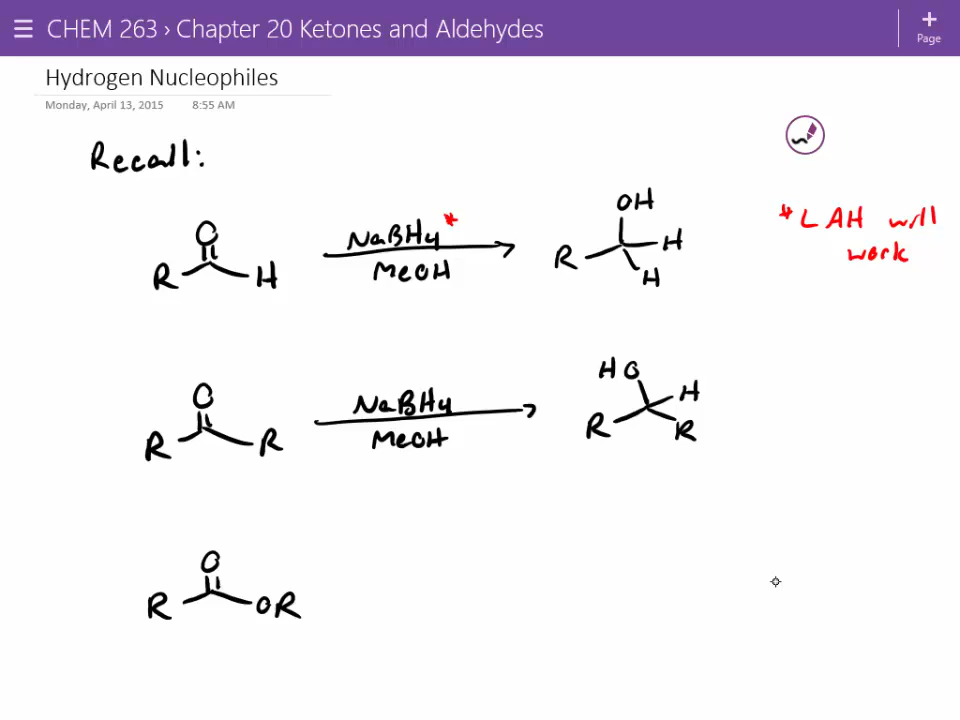 ☰ CHEM 263 › Chapter 20 Ketones and Aldehydes
+
Page
Hydrogen Nucleophiles
Monday, April 13, 2015 8:55 AM
Recall:
O
R H
NaBH4 *
MeOH
OH
R H
H
* LAH will
work
O
R R
NaBH4
MeOH
HO
H
R R
O
R OR